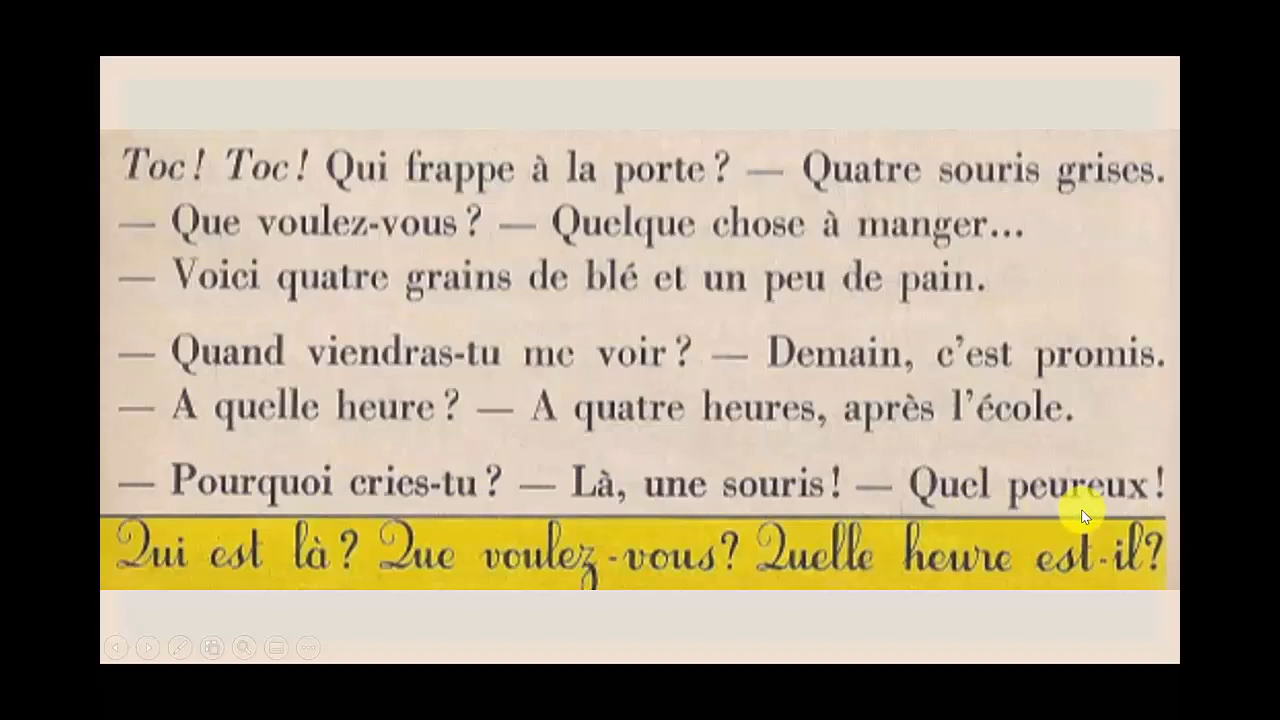 Toc ! Toc ! Qui frappe à la porte ? — Quatre souris grises.
— Que voulez-vous ? — Quelque chose à manger...
— Voici quatre grains de blé et un peu de pain.
— Quand viendras-tu me voir ? — Demain, c'est promis.
— A quelle heure ? — A quatre heures, après l'école.
— Pourquoi cries-tu ? — Là, une souris ! — Quel peureux !
Qui est là ? Que voulez-vous ? Quelle heure est-il ?